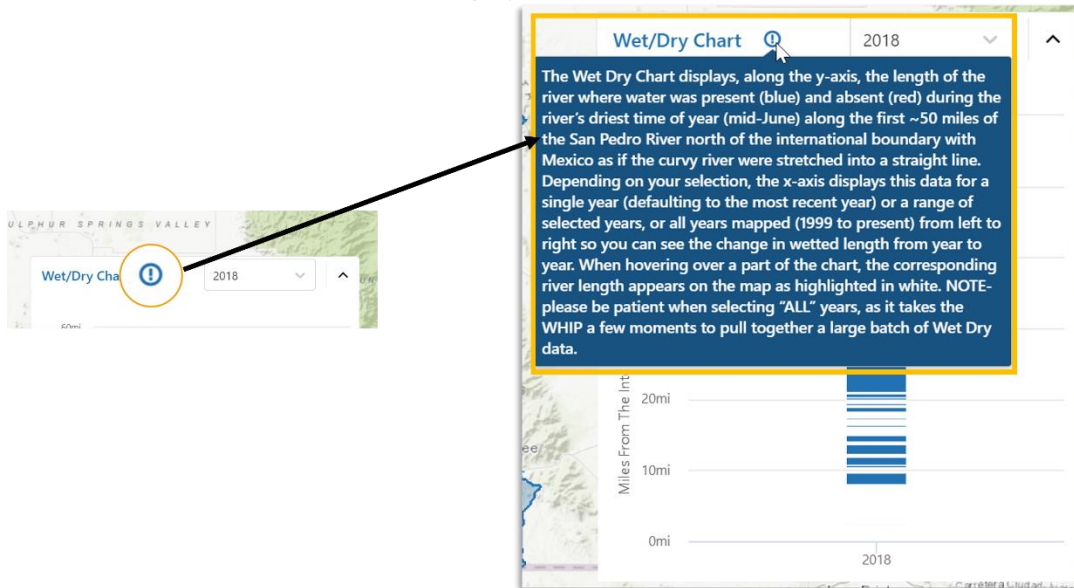 ULPHUR SPRINGS VALLEY
Wet/Dry Cha
2018
60mi
Wet/Dry Chart
2018
The Wet Dry Chart displays, along the y-axis, the length of the
river where water was present (blue) and absent (red) during the
river's driest time of year (mid-June) along the first ~50 miles of
the San Pedro River north of the international boundary with
Mexico as if the curvy river were stretched into a straight line.
Depending on your selection, the x-axis displays this data for a
single year (defaulting to the most recent year) or a range of
selected years, or all years mapped (1999 to present) from left to
right so you can see the change in wetted length from year to
year. When hovering over a part of the chart, the corresponding
river length appears on the map as highlighted in white. NOTE-
please be patient when selecting “ALL” years, as it takes the
WHIP a few moments to pull together a large batch of Wet Dry
data.
Miles From The Int
20mi
10mi
0mi
2018
ee